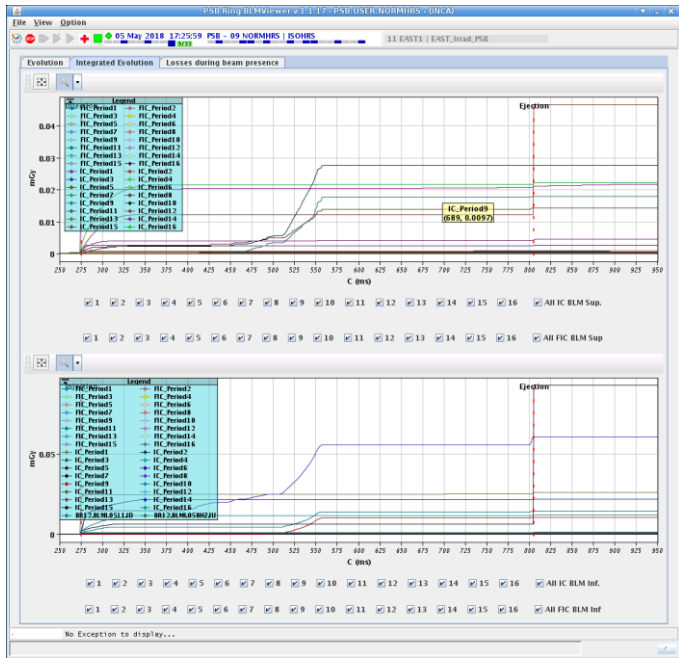 PSB Ring BLMViewer v.1.1.17 - PSB.USER.NORMHRS - (INCA)
File View Option
05 May 2018 17:25:59 PSB - 09 NORMHRS | ISOHRS
9/33
11 EAST1 | EAST_Irrad_PSB
Evolution Integrated Evolution Losses during beam presence
Legend
FIC_Period1 FIC_Period2
FIC_Period3 FIC_Period4
FIC_Period5 FIC_Period6
FIC_Period7 FIC_Period8
FIC_Period9 FIC_Period10
FIC_Period11 FIC_Period12
FIC_Period13 FIC_Period14
FIC_Period15 FIC_Period16
IC_Period1 IC_Period2
IC_Period3 IC_Period4
IC_Period5 IC_Period6
IC_Period7 IC_Period8
IC_Period9 IC_Period10
IC_Period11 IC_Period12
IC_Period13 IC_Period14
IC_Period15 IC_Period16
Ejection
0.04
0.03
0.02
0.01
0
mGy
IC_Period9
(689, 0.0097)
250 275 300 325 350 375 400 425 450 475 500 525 550 575 600 625 650 675 700 725 750 775 800 825 850 875 900 925 950
C (ms)
1 2 3 4 5 6 7 8 9 10 11 12 13 14 15 16 All IC BLM Sup.
1 2 3 4 5 6 7 8 9 10 11 12 13 14 15 16 All FIC BLM Sup
Legend
FIC_Period1 FIC_Period2
FIC_Period3 FIC_Period4
FIC_Period5 FIC_Period6
FIC_Period7 FIC_Period8
FIC_Period9 FIC_Period10
FIC_Period11 FIC_Period12
FIC_Period13 FIC_Period14
FIC_Period15 FIC_Period16
IC_Period1 IC_Period2
IC_Period3 IC_Period4
IC_Period5 IC_Period6
IC_Period7 IC_Period8
IC_Period9 IC_Period10
IC_Period11 IC_Period12
IC_Period13 IC_Period14
IC_Period15 IC_Period16
Ejection
0.05
0
mGy
250 275 300 325 350 375 400 425 450 475 500 525 550 575 600 625 650 675 700 725 750 775 800 825 850 875 900 925 950
C (ms)
1 2 3 4 5 6 7 8 9 10 11 12 13 14 15 16 All IC BLM Inf.
1 2 3 4 5 6 7 8 9 10 11 12 13 14 15 16 All FIC BLM Inf
No Exception to display...